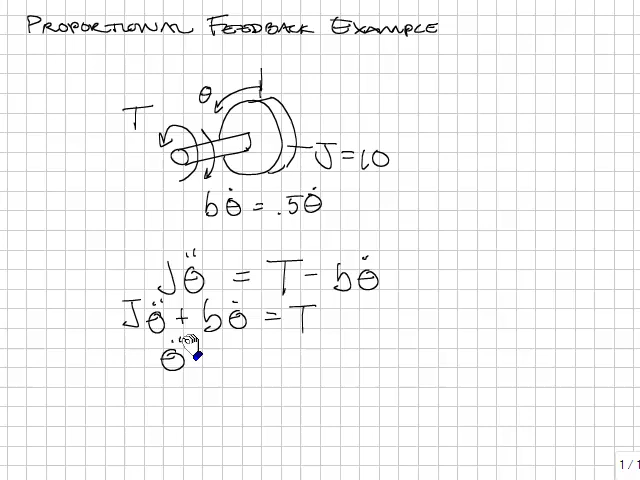 PROPORTIONAL FEEDBACK EXAMPLE
θ
T
J = 10
bθ̇ = .5θ̇
Jθ̈ = T - bθ̇
Jθ̈ + bθ̇ = T
θ̈
1/1